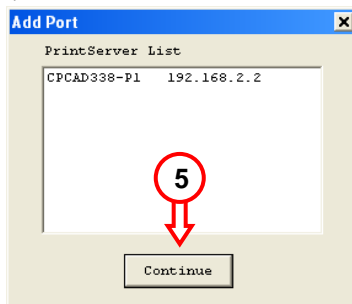 Add Port
PrintServer List
CPCAD338-P1 192.168.2.2
5
Continue